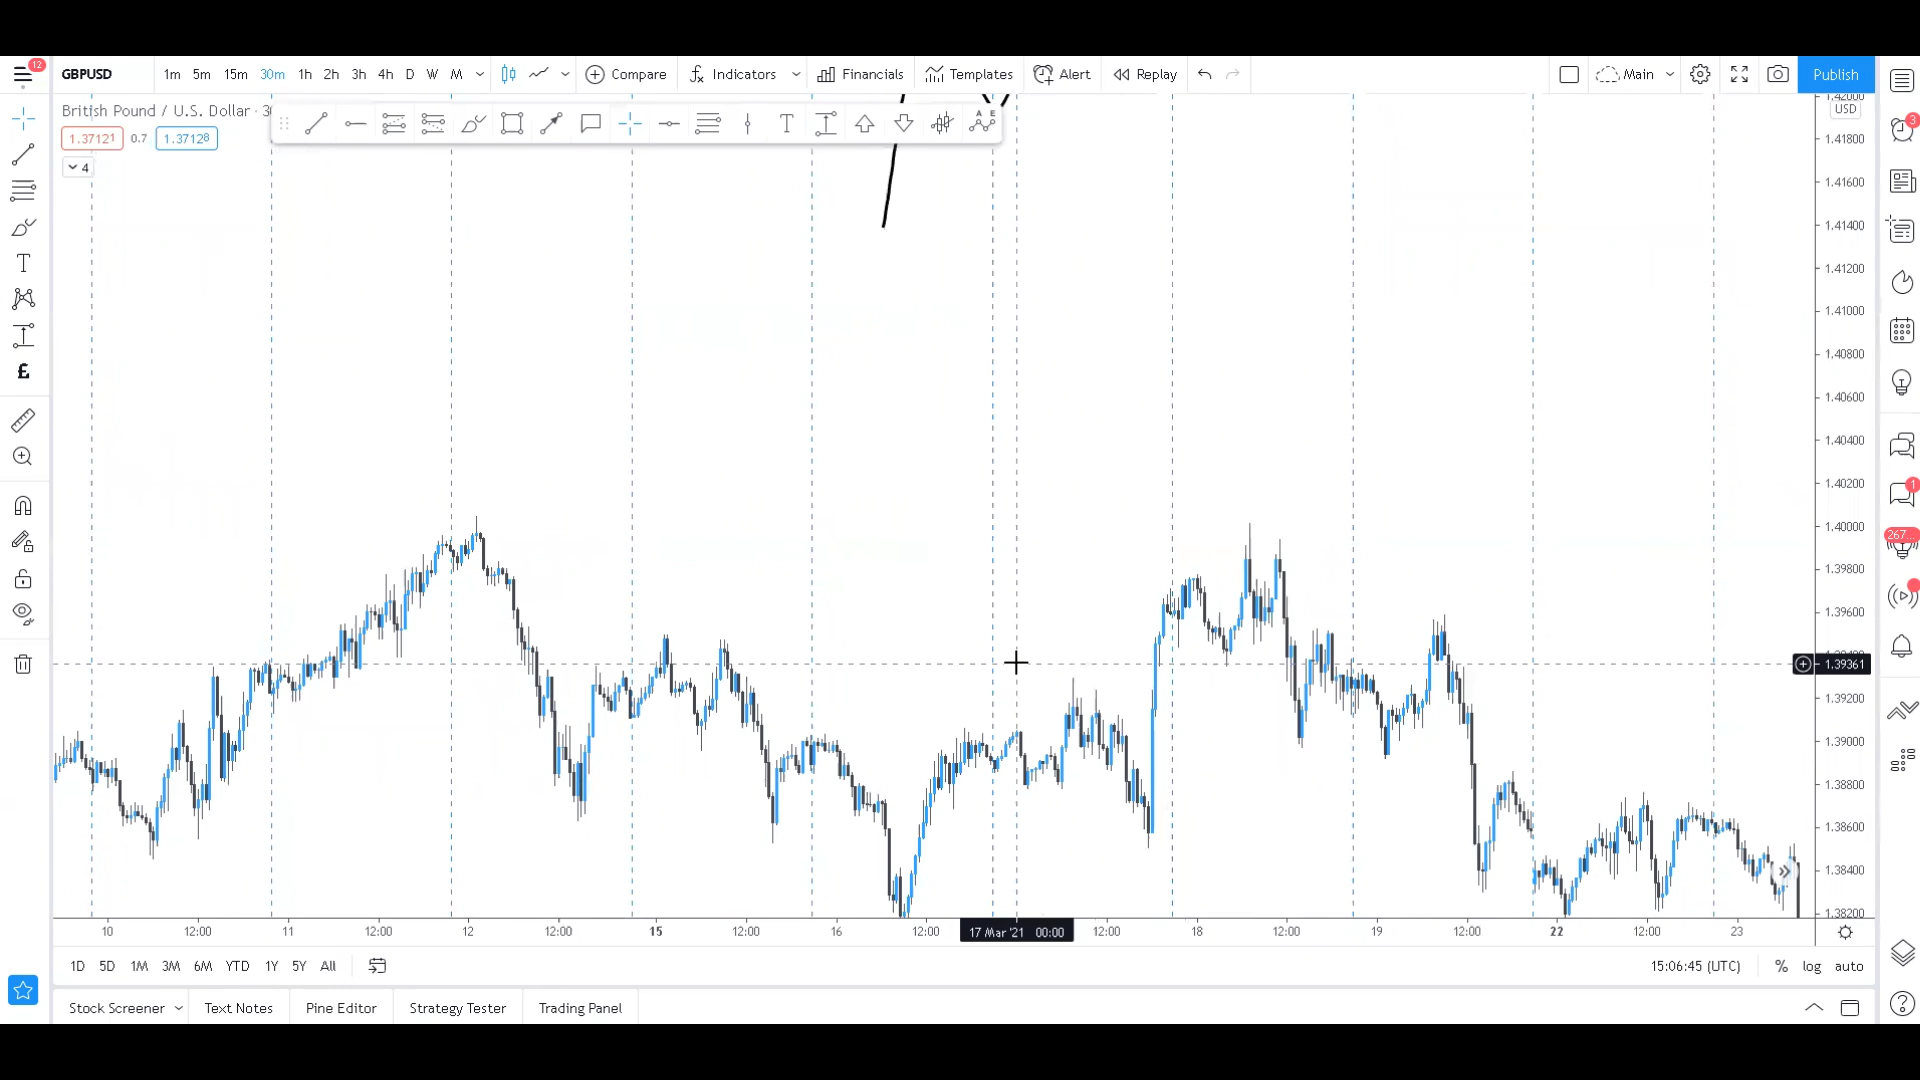 12
GBPUSD 1m 5m 15m 30m 1h 2h 3h 4h D W M Compare Indicators Financials Templates Alert Replay Main Publish
British Pound / U.S. Dollar · 30
1.37121 0.7 1.37128
4
T
A E
USD
1.42000
1.41800
1.41600
1.41400
1.41200
1.41000
1.40800
1.40600
1.40400
1.40200
1.40000
1.39800
1.39600
1.39361
1.39200
1.39000
1.38800
1.38600
1.38400
1.38200
T
£
3
1
267...
10 12:00 11 12:00 12 12:00 15 12:00 16 12:00 17 Mar '21 00:00 12:00 18 12:00 19 12:00 22 12:00 23
1D 5D 1M 3M 6M YTD 1Y 5Y All 15:06:45 (UTC) % log auto
Stock Screener Text Notes Pine Editor Strategy Tester Trading Panel